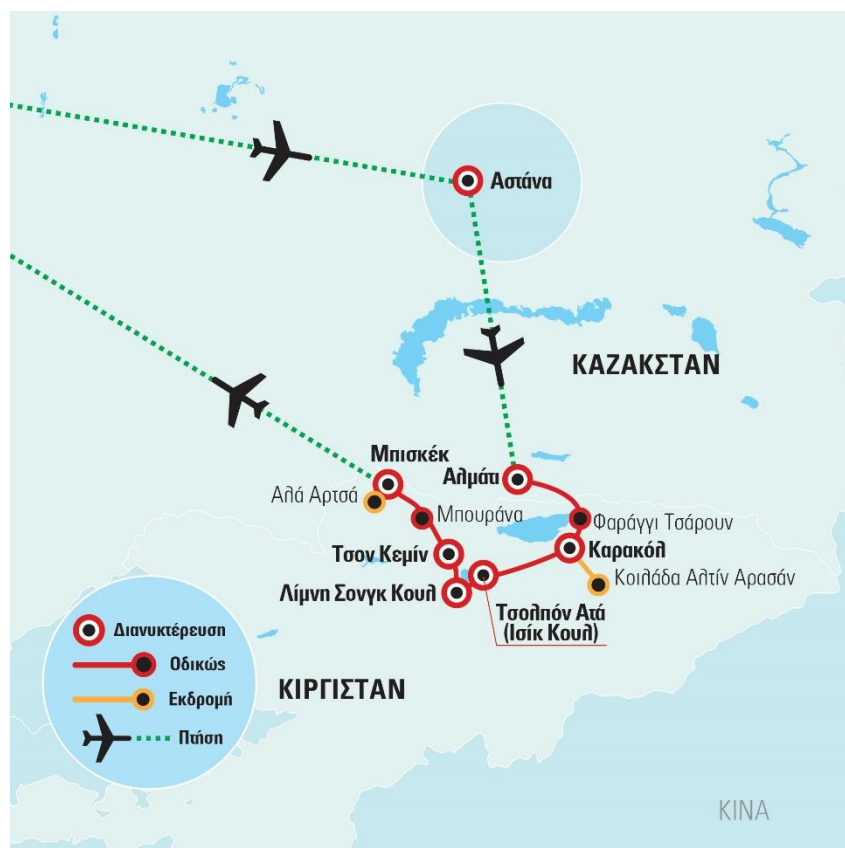 Αστάνα
ΚΑΖΑΚΣΤΑΝ
Μπισκέκ
Αλμάτι
Αλά Αρτσά
Μπουράνα
Φαράγγι Τσάρουν
Τσον Κεμίν
Καρακόλ
Λίμνη Σονγκ Κουλ
Κοιλάδα Αλτίν Αρασάν
Τσολπόν Ατά
(Ισίκ Κουλ)
Διανυκτέρευση
Οδικώς
Εκδρομή
Πτήση
ΚΙΡΓΙΣΤΑΝ
ΚΙΝΑ